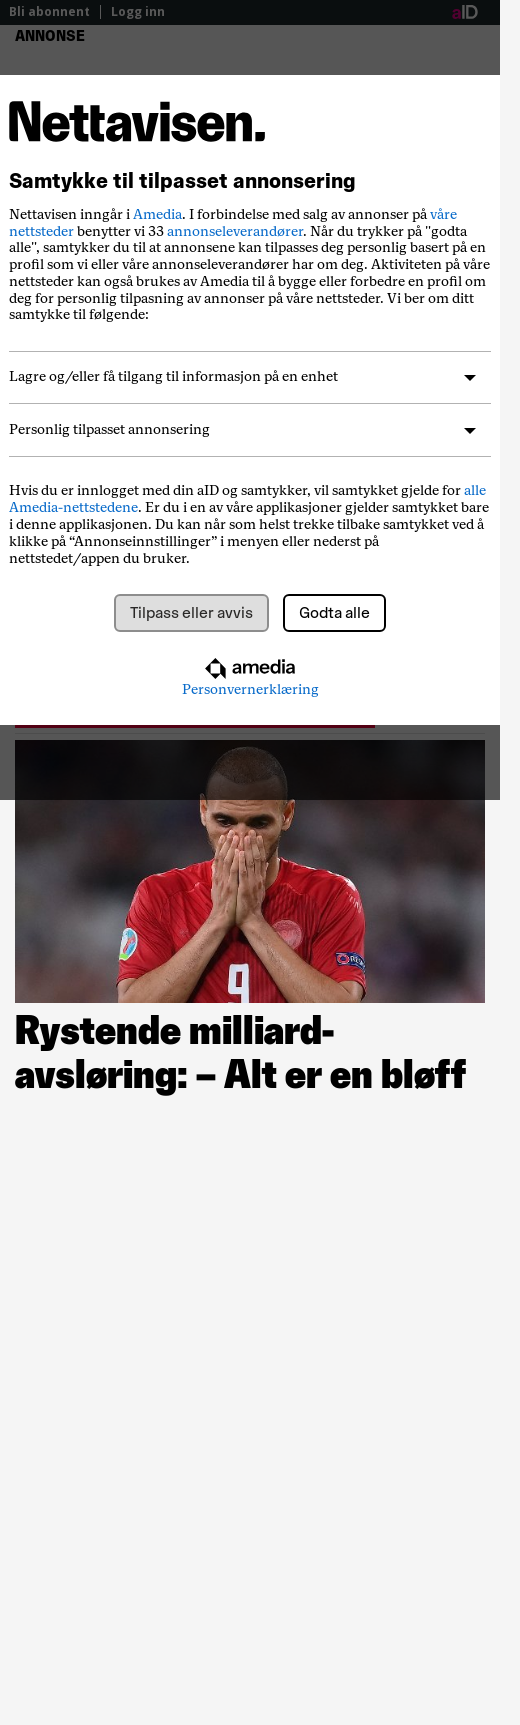 Bli abonnent | Logg inn
aID
ANNONSE
Nettavisen.
Samtykke til tilpasset annonsering
Nettavisen inngår i Amedia. I forbindelse med salg av annonser på våre
nettsteder benytter vi 33 annonseleverandører. Når du trykker på "godta
alle", samtykker du til at annonsene kan tilpasses deg personlig basert på en
profil som vi eller våre annonseleverandører har om deg. Aktiviteten på våre
nettsteder kan også brukes av Amedia til å bygge eller forbedre en profil om
deg for personlig tilpasning av annonser på våre nettsteder. Vi ber om ditt
samtykke til følgende:
Lagre og/eller få tilgang til informasjon på en enhet
Personlig tilpasset annonsering
Hvis du er innlogget med din aID og samtykker, vil samtykket gjelde for alle
Amedia-nettstedene. Er du i en av våre applikasjoner gjelder samtykket bare
i denne applikasjonen. Du kan når som helst trekke tilbake samtykket ved å
klikke på “Annonseinnstillinger” i menyen eller nederst på
nettstedet/appen du bruker.
Tilpass eller avvis
Godta alle
amedia
Personvernerklæring
9
Rystende milliard-
avsløring: – Alt er en bløff